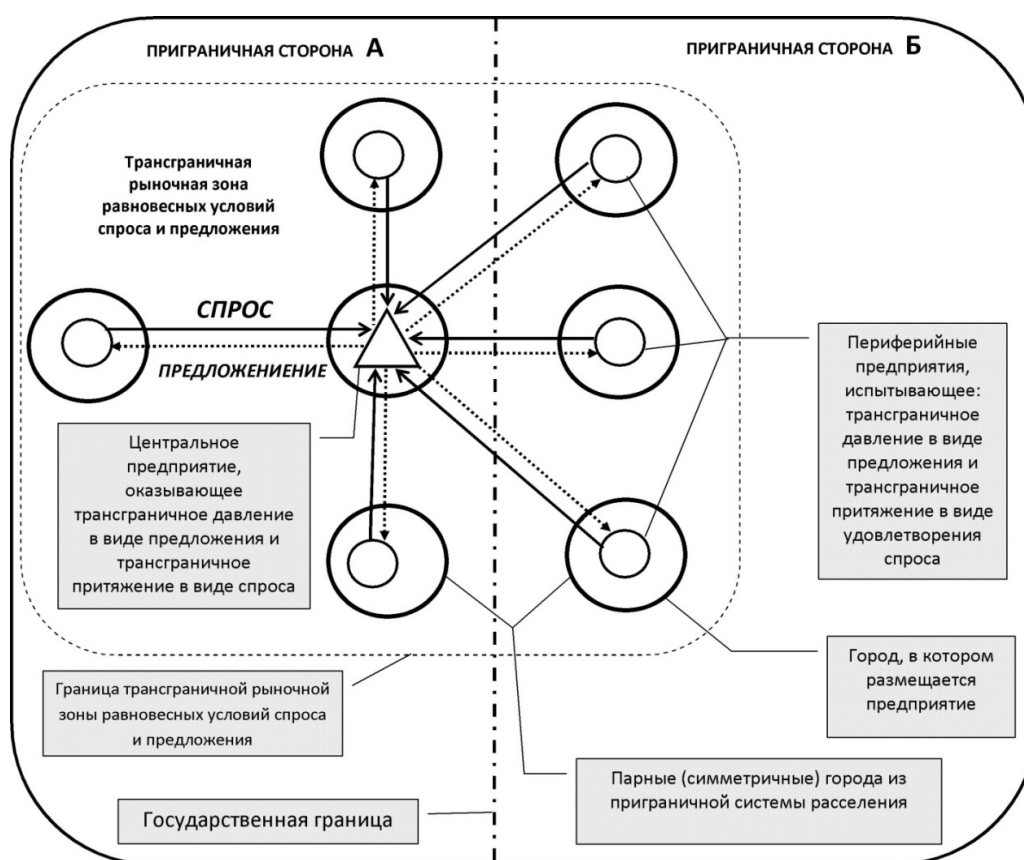 ПРИГРАНИЧНАЯ СТОРОНА А
ПРИГРАНИЧНАЯ СТОРОНА Б
Трансграничная
рыночная зона
равновесных условий
спроса и предложения
СПРОС
ПРЕДЛОЖЕНИЕНИЕ
Центральное
предприятие,
оказывающее
трансграничное давление
в виде предложения и
трансграничное
притяжение в виде спроса
Периферийные
предприятия,
испытывающее:
трансграничное
давление в виде
предложения и
трансграничное
притяжение в виде
удовлетворения
спроса
Граница трансграничной рыночной
зоны равновесных условий спроса
и предложения
Город, в котором
размещается
предприятие
Парные (симметричные) города из
приграничной системы расселения
Государственная граница